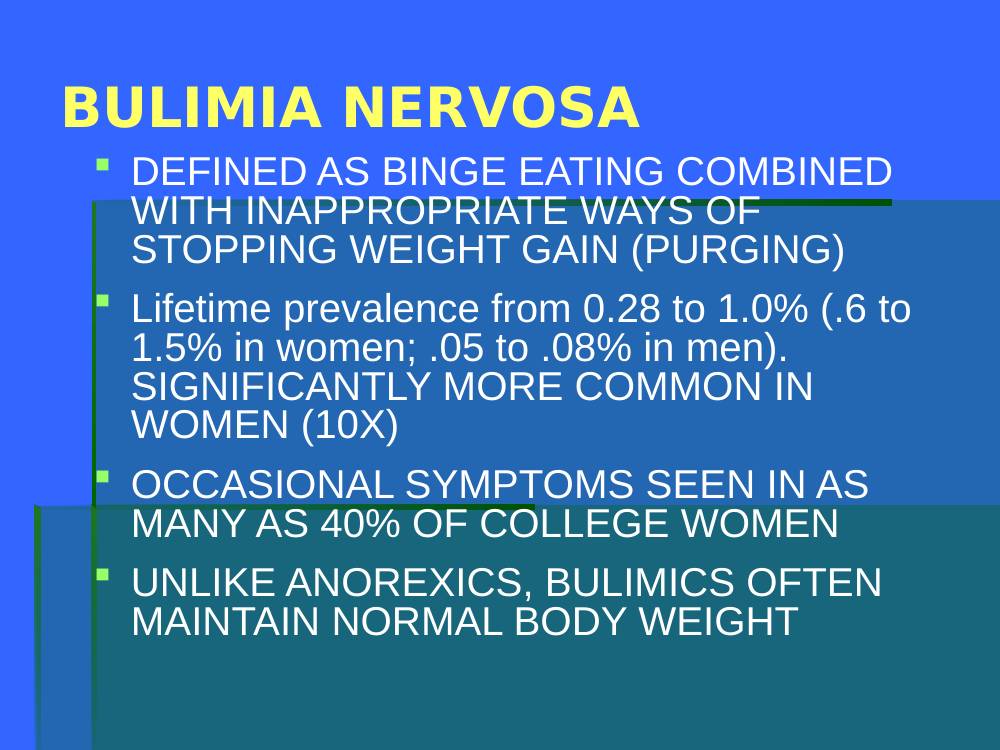 BULIMIA NERVOSA
DEFINED AS BINGE EATING COMBINED
WITH INAPPROPRIATE WAYS OF
STOPPING WEIGHT GAIN (PURGING)
Lifetime prevalence from 0.28 to 1.0% (.6 to
1.5% in women; .05 to .08% in men).
SIGNIFICANTLY MORE COMMON IN
WOMEN (10X)
OCCASIONAL SYMPTOMS SEEN IN AS
MANY AS 40% OF COLLEGE WOMEN
UNLIKE ANOREXICS, BULIMICS OFTEN
MAINTAIN NORMAL BODY WEIGHT